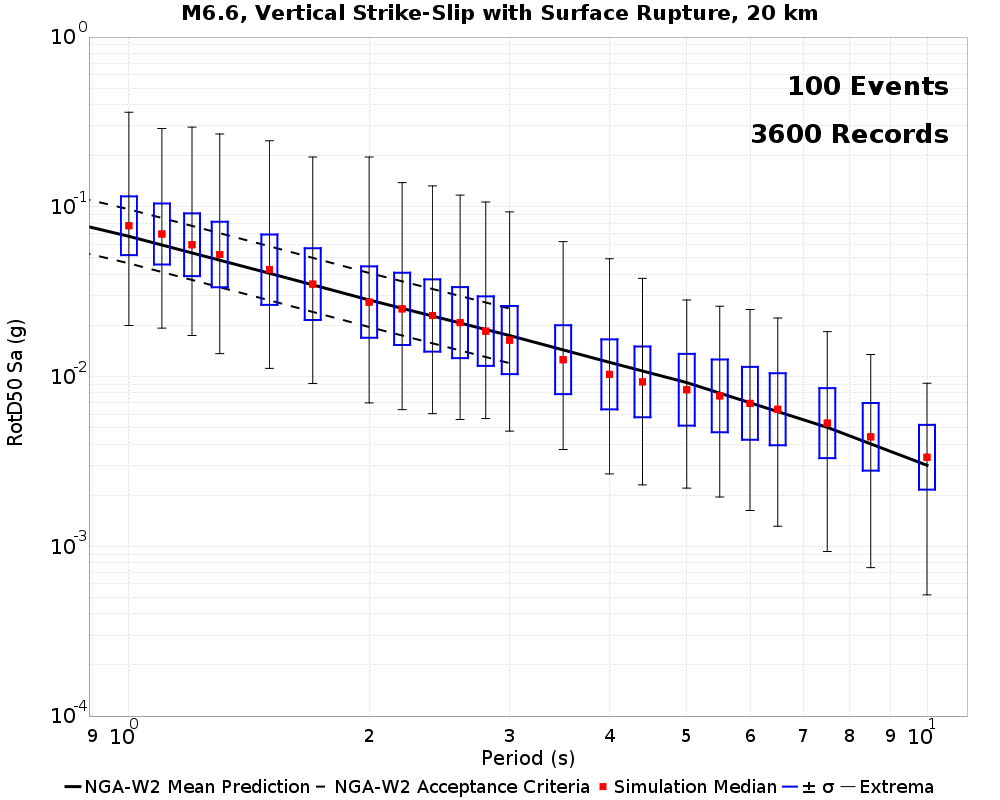 M6.6, Vertical Strike-Slip with Surface Rupture, 20 km
100 Events
3600 Records
RotD50 Sa (g)
10^0
10^-1
10^-2
10^-3
10^-4
9 10^0 2 3 4 5 6 7 8 9 10^1
Period (s)
NGA-W2 Mean Prediction NGA-W2 Acceptance Criteria Simulation Median ± σ Extrema